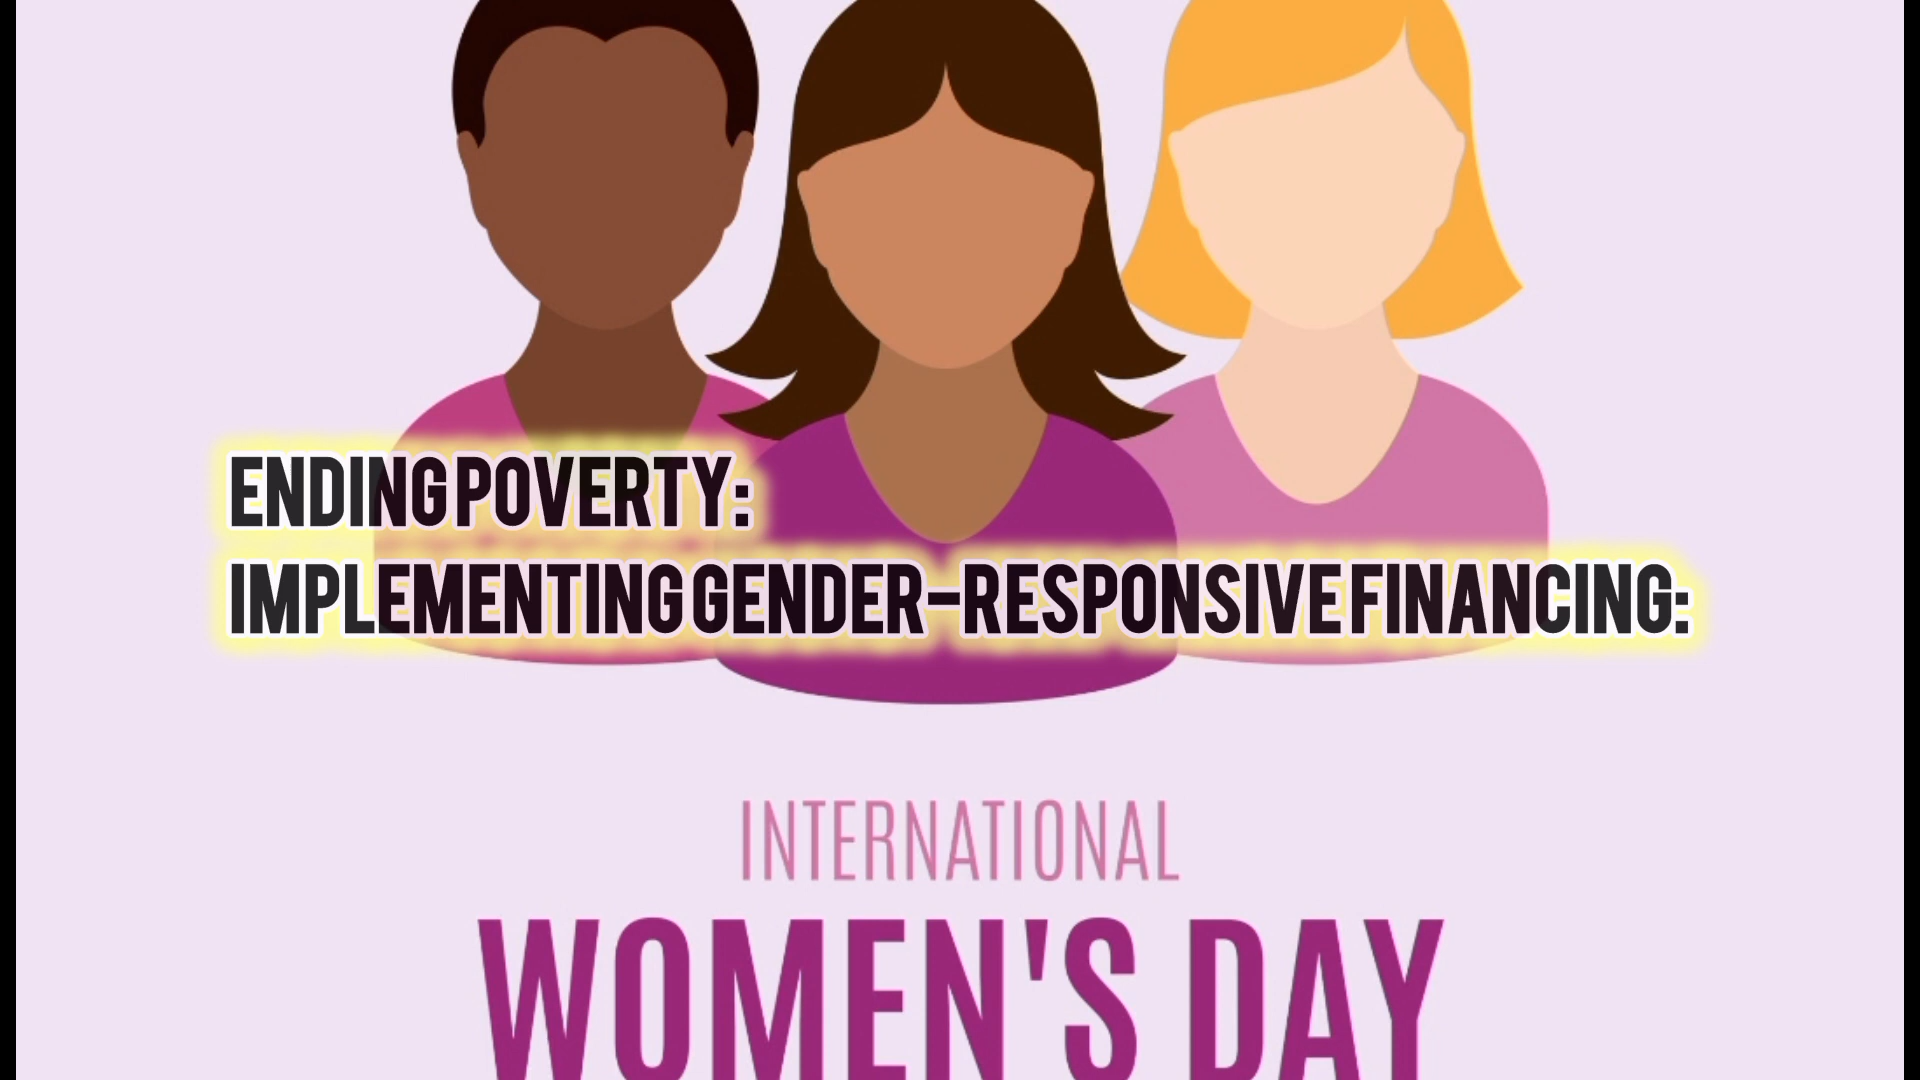 ENDING POVERTY:
IMPLEMENTING GENDER-RESPONSIVE FINANCING:
INTERNATIONAL
WOMEN'S DAY